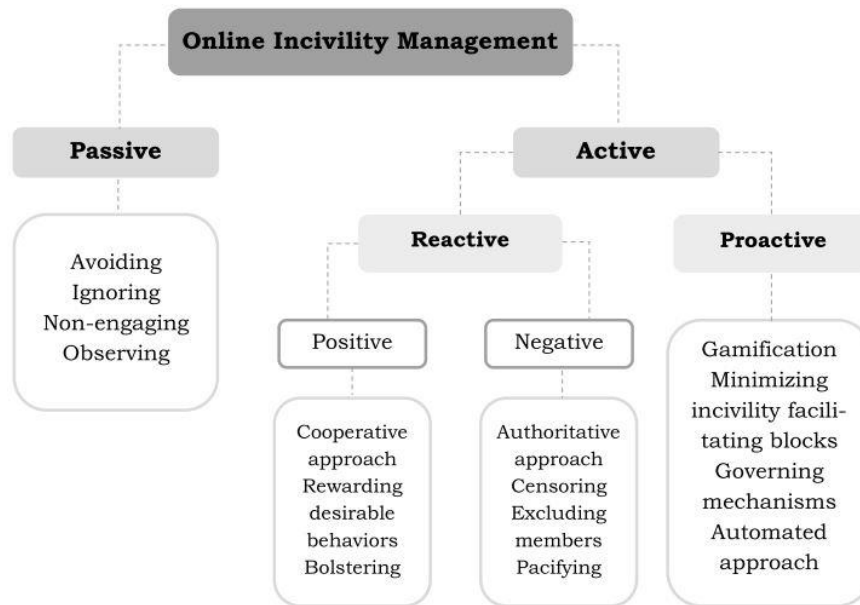 Online Incivility Management
Passive
Active
Avoiding
Ignoring
Non-engaging
Observing
Reactive
Proactive
Positive
Negative
Cooperative
approach
Rewarding
desirable
behaviors
Bolstering
Authoritative
approach
Censoring
Excluding
members
Pacifying
Gamification
Minimizing
incivility facili-
tating blocks
Governing
mechanisms
Automated
approach